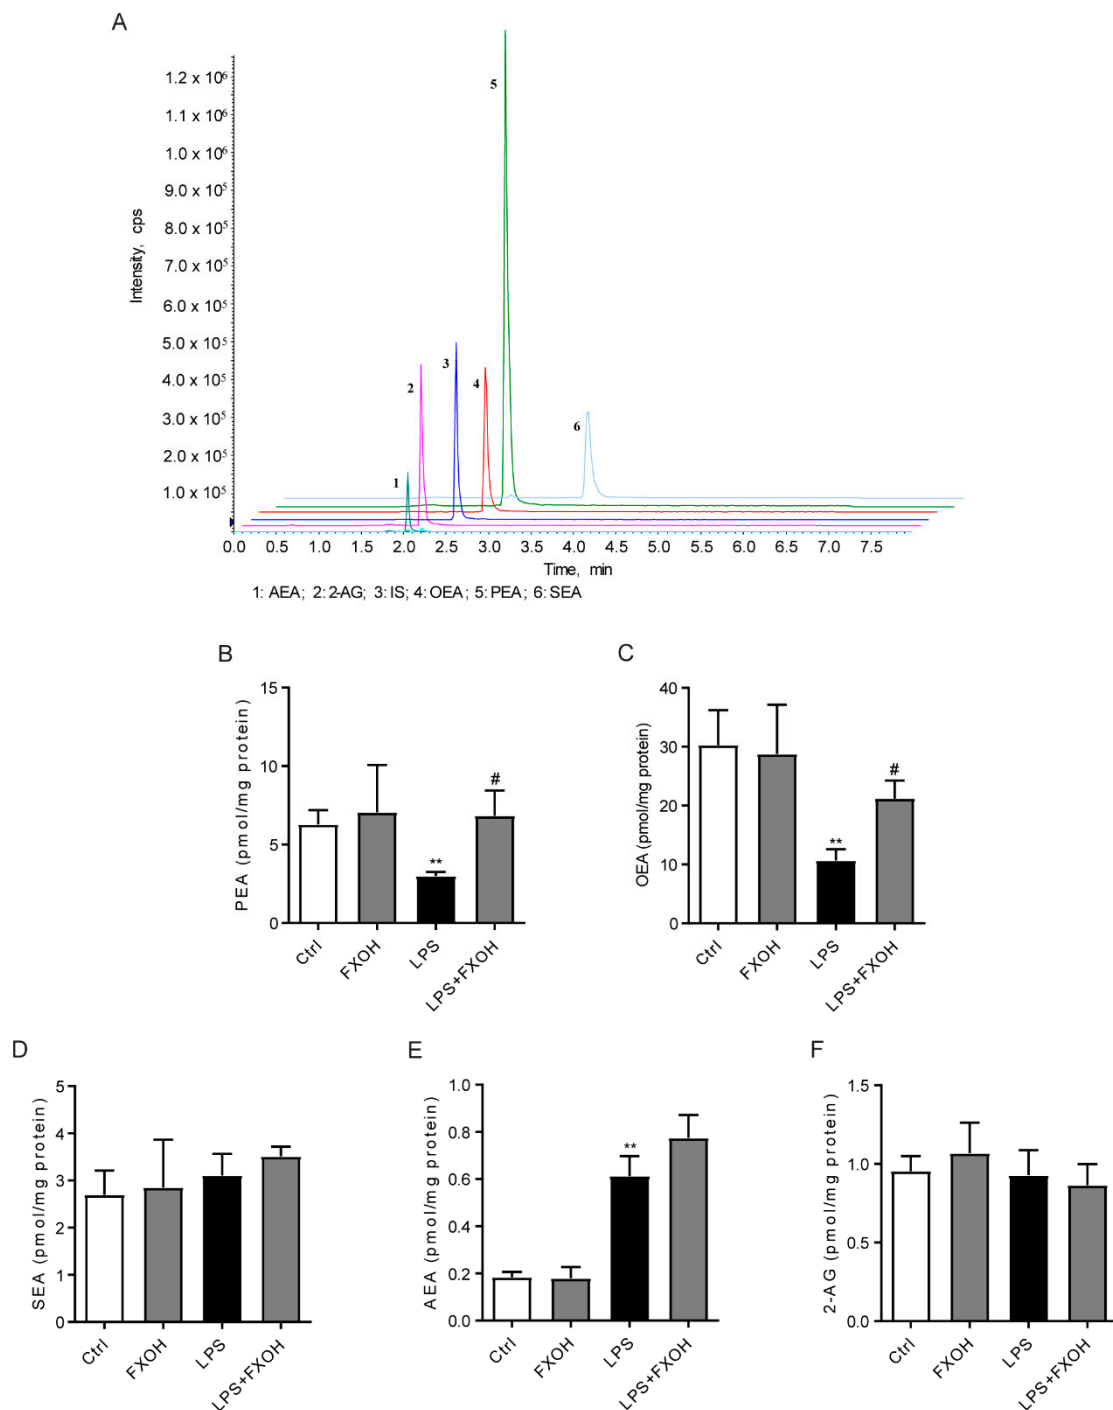 A
1.2 x 10⁶
1.1 x 10⁶
1.0 x 10⁶
9.0 x 10⁵
8.0 x 10⁵
7.0 x 10⁵
6.0 x 10⁵
5.0 x 10⁵
4.0 x 10⁵
3.0 x 10⁵
2.0 x 10⁵
1.0 x 10⁵
Intensity, cps
1
2
3
4
5
6
0.0 0.5 1.0 1.5 2.0 2.5 3.0 3.5 4.0 4.5 5.0 5.5 6.0 6.5 7.0 7.5
Time, min
1: AEA; 2: 2-AG; 3: IS; 4: OEA; 5: PEA; 6: SEA
B
PEA (pmol/mg protein)
15
10
5
0
**
#
Ctrl FXOH LPS LPS+FXOH
C
OEA (pmol/mg protein)
40
30
20
10
0
**
#
Ctrl FXOH LPS LPS+FXOH
D
SEA (pmol/mg protein)
5
4
3
2
1
0
Ctrl FXOH LPS LPS+FXOH
E
AEA (pmol/mg protein)
1.0
0.8
0.6
0.4
0.2
0.0
**
Ctrl FXOH LPS LPS+FXOH
F
2-AG (pmol/mg protein)
1.5
1.0
0.5
0.0
Ctrl FXOH LPS LPS+FXOH